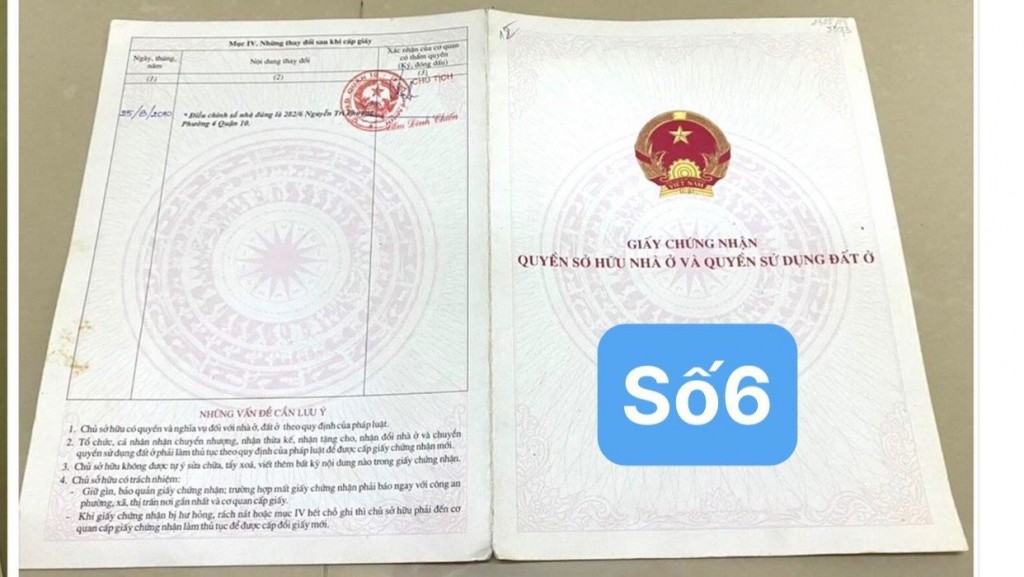 Mục IV. Những thay đổi sau khi cấp giấy
Ngày, tháng, năm
Nội dung thay đổi
Xác nhận của cơ quan
có thẩm quyền
(Ký, đóng dấu)
(1)
(2)
(3)
CHỦ TỊCH
25/8/2010
* Điều chỉnh số nhà đúng là 282/6 Nguyễn Tri Phương
Phường 4 Quận 10.
QUẬN 10
Lâm Đình Chiến
NHỮNG VẤN ĐỀ CẦN LƯU Ý
1. Chủ sở hữu có quyền và nghĩa vụ đối với nhà ở, đất ở theo quy định của pháp luật.
2. Tổ chức, cá nhân nhận chuyển nhượng, nhận thừa kế, nhận tặng cho, nhận đổi nhà ở và chuyển
quyền sử dụng đất ở phải làm thủ tục theo quy định của pháp luật để được cấp giấy chứng nhận mới.
3. Chủ sở hữu không được tự ý sửa chữa, tẩy xoá, viết thêm bất kỳ nội dung nào trong giấy chứng nhận.
4. Chủ sở hữu có trách nhiệm:
- Giữ gìn, bảo quản giấy chứng nhận; trường hợp mất giấy chứng nhận phải báo ngay với công an
phường, xã, thị trấn nơi gần nhất và cơ quan cấp giấy.
- Khi giấy chứng nhận bị hư hỏng, rách nát hoặc mục IV hết chỗ ghi thì chủ sở hữu phải đến cơ
quan cấp giấy chứng nhận làm thủ tục để được cấp đổi giấy mới.
VIỆT NAM
GIẤY CHỨNG NHẬN
QUYỀN SỞ HỮU NHÀ Ở VÀ QUYỀN SỬ DỤNG ĐẤT Ở
Số6